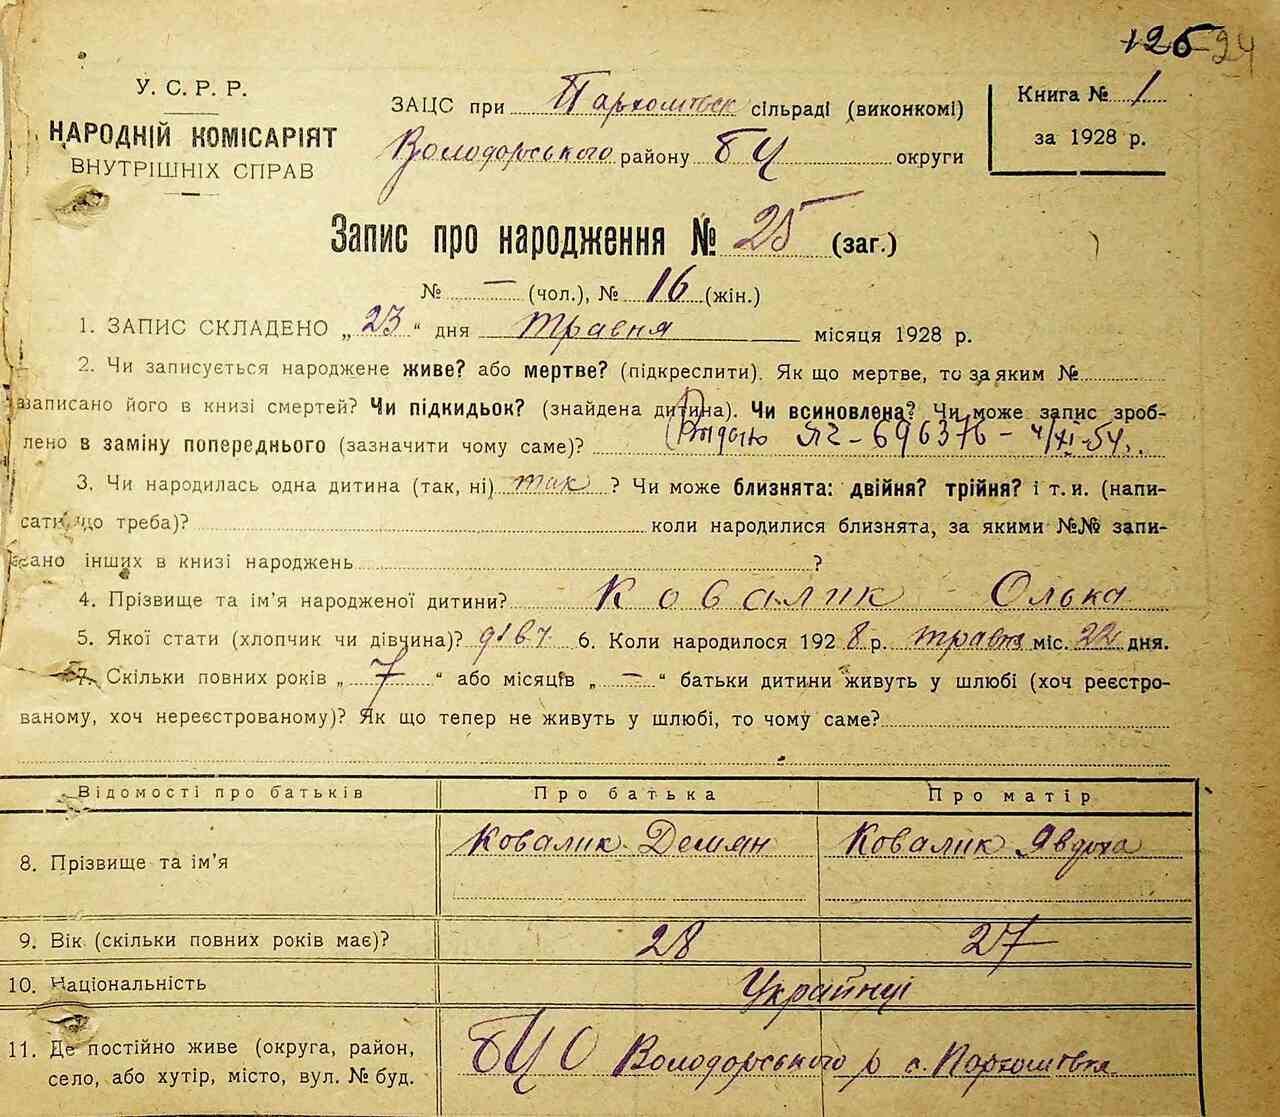 126 94
У. С. Р. Р.
НАРОДНІЙ КОМІСАРІЯТ
ВНУТРІШНІХ СПРАВ
ЗАЦС при Пархомівск сільраді (виконкомі)
Володорського району БЦ округи
Книга № 1
за 1928 р.
Запис про народження № 25 (заг.)
№ — (чол.), № 16 (жін.)
1. ЗАПИС СКЛАДЕНО „23“ дня травня місяця 1928 р.
2. Чи записується народжене живе? або мертве? (підкреслити). Як що мертве, то за яким №
записано його в книзі смертей? Чи підкидьок? (знайдена дитина). Чи всиновлена? Чи може запис зроб-
лено в заміну попереднього (зазначити чому саме)? ЯГ-696376 - 4/XI-54.
3. Чи народилась одна дитина (так, ні) так ? Чи може близнята: двійня? трійня? і т. и. (напи-
сати, що треба)? коли народилися близнята, за якими №№ запи-
сано інших в книзі народжень ?
4. Прізвище та ім'я народженої дитини? Ковалик Олька
5. Якої стати (хлопчик чи дівчина)? дівч. 6. Коли народилося 1928 р. травня міс. 22 дня.
7. Скільки повних років „7“ або місяців „—“ батьки дитини живуть у шлюбі (хоч реєстро-
ваному, хоч нереєстрованому)? Як що тепер не живуть у шлюбі, то чому саме?
Відомості про батьків Про батька Про матір
8. Прізвище та ім'я Ковалик Демян Ковалик Явдоха
9. Вік (скільки повних років має)? 28 27
10. Національність Українці
11. Де постійно живе (округа, район, БЦО Володорського р с. Пархомівка
село, або хутір, місто, вул. № буд.